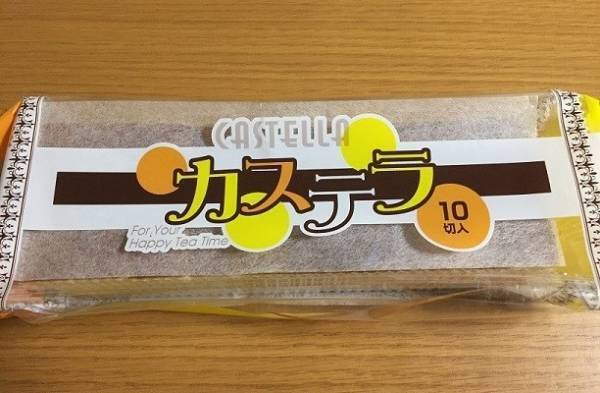 CASTELLA
カステラ
10
切入
For Your
Happy Tea Time